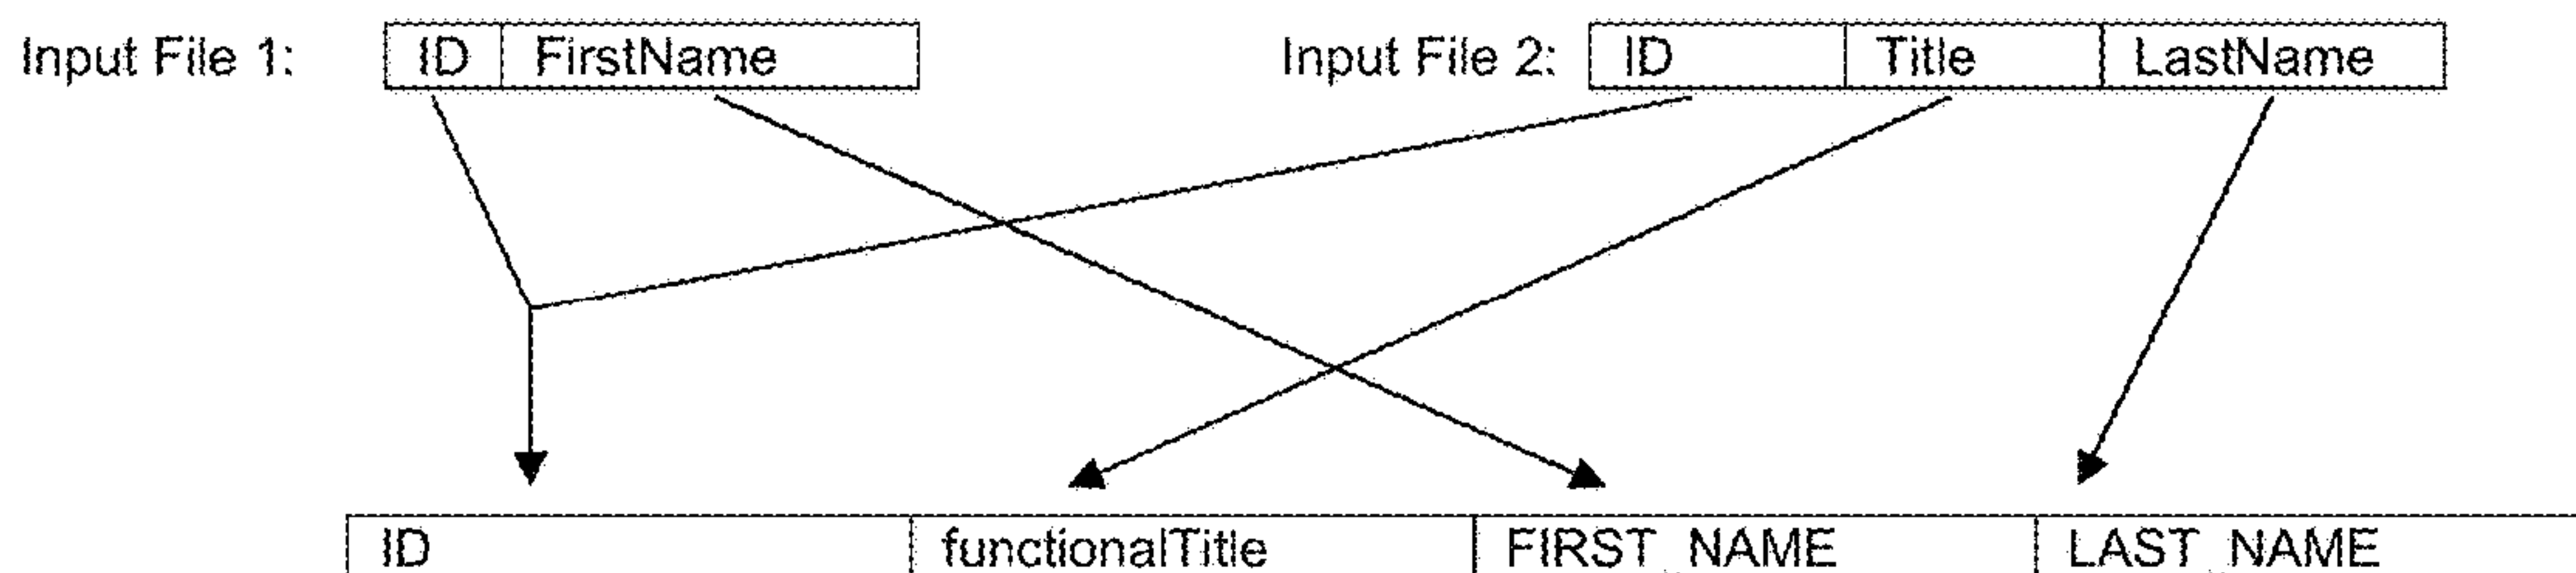 Input File 1: ID FirstName Input File 2: ID Title LastName
ID functionalTitle FIRST_NAME LAST_NAME